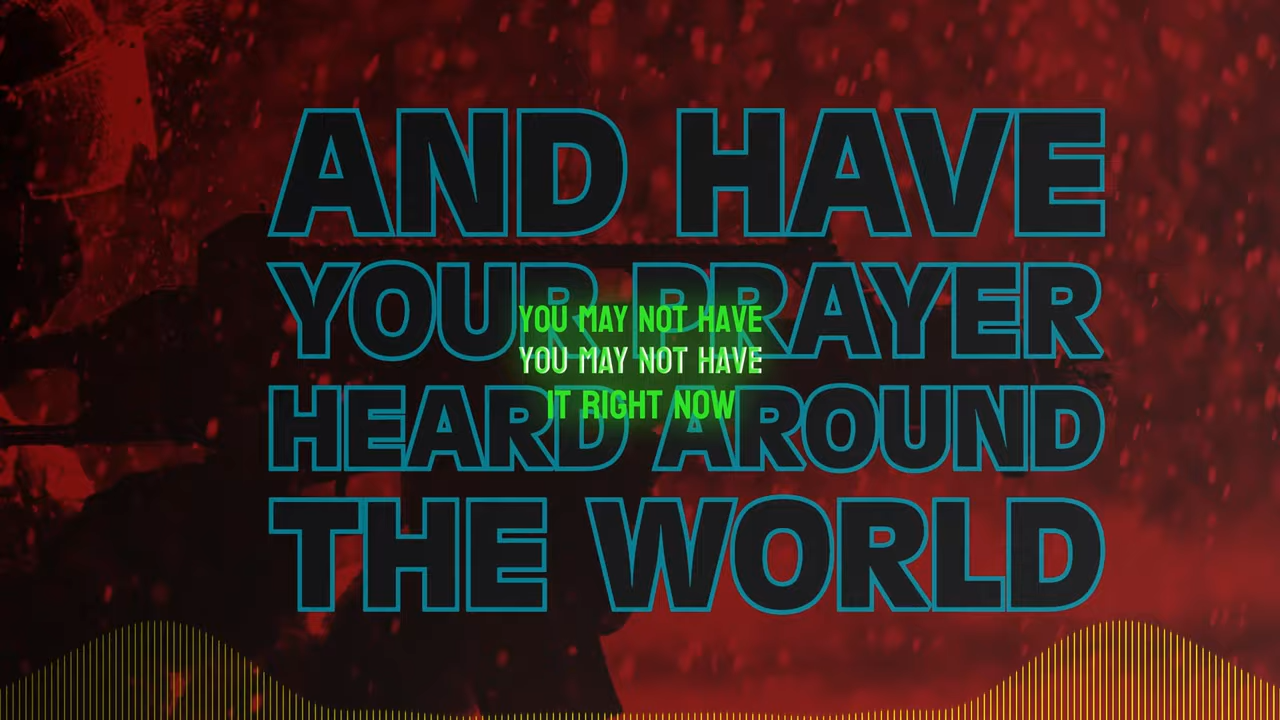 AND HAVE
YOUR PRAYER
HEARD AROUND
THE WORLD
YOU MAY NOT HAVE
YOU MAY NOT HAVE
IT RIGHT NOW